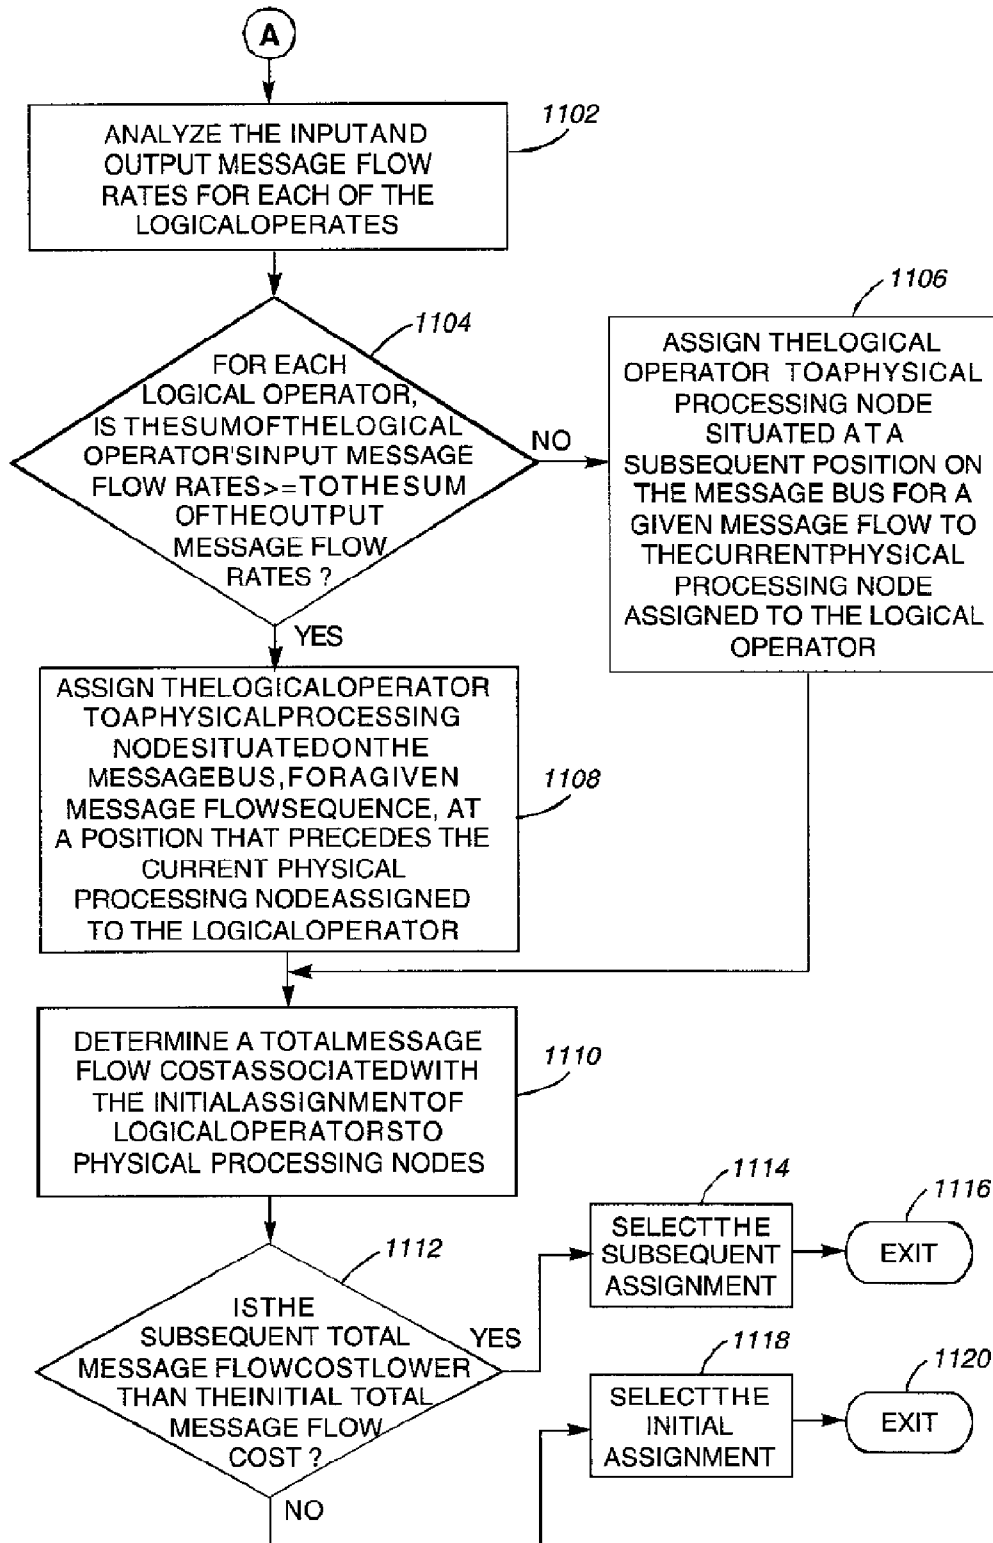 A
1102
ANALYZE THE INPUTAND
OUTPUT MESSAGE FLOW
RATES FOR EACH OF THE
LOGICALOPERATES
1104
FOR EACH
LOGICAL OPERATOR,
IS THESUMOFTHELOGICAL
OPERATOR'SINPUT MESSAGE
FLOW RATES>=TOTHESUM
OFTHEOUTPUT
MESSAGE FLOW
RATES ?
NO
1106
ASSIGN THELOGICAL
OPERATOR TOAPHYSICAL
PROCESSING NODE
SITUATED ATA
SUBSEQUENT POSITION ON
THE MESSAGE BUS FOR A
GIVEN MESSAGE FLOW TO
THECURRENTPHYSICAL
PROCESSING NODE
ASSIGNED TO THE LOGICAL
OPERATOR
YES
ASSIGN THELOGICALOPERATOR
TOAPHYSICALPROCESSING
NODESITUATEDONTHE
MESSAGEBUS,FORAGIVEN
MESSAGE FLOWSEQUENCE, AT
A POSITION THAT PRECEDES THE
CURRENT PHYSICAL
PROCESSING NODEASSIGNED
TO THE LOGICALOPERATOR
1108
DETERMINE A TOTALMESSAGE
FLOW COSTASSOCIATEDWITH
THE INITIALASSIGNMENTOF
LOGICALOPERATORSTO
PHYSICAL PROCESSING NODES
1110
1112
ISTHE
SUBSEQUENT TOTAL
MESSAGE FLOWCOSTLOWER
THAN THEINITIAL TOTAL
MESSAGE FLOW
COST ?
YES
1114
SELECTTHE
SUBSEQUENT
ASSIGNMENT
1116
EXIT
1118
SELECTTHE
INITIAL
ASSIGNMENT
1120
EXIT
NO